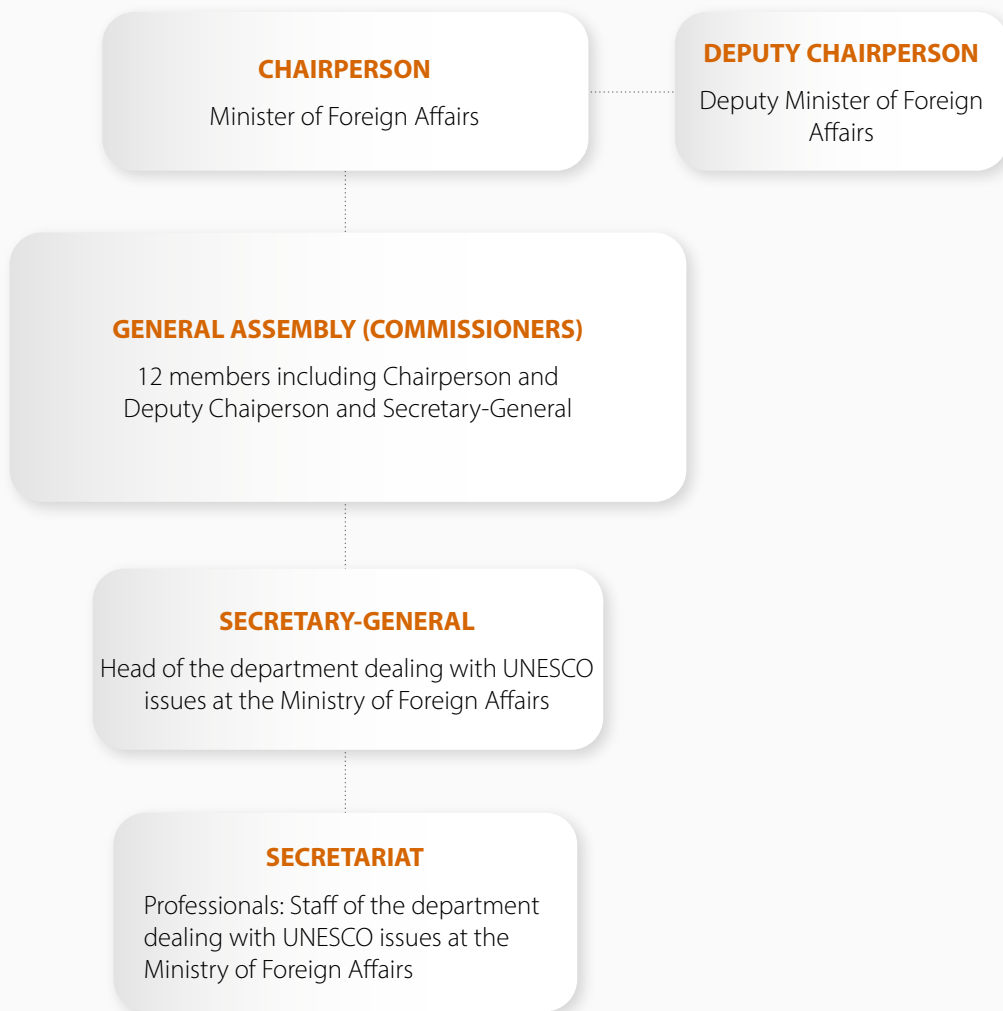 CHAIRPERSON
Minister of Foreign Affairs
DEPUTY CHAIRPERSON
Deputy Minister of Foreign
Affairs
GENERAL ASSEMBLY (COMMISSIONERS)
12 members including Chairperson and
Deputy Chaiperson and Secretary-General
SECRETARY-GENERAL
Head of the department dealing with UNESCO
issues at the Ministry of Foreign Affairs
SECRETARIAT
Professionals: Staff of the department
dealing with UNESCO issues at the
Ministry of Foreign Affairs